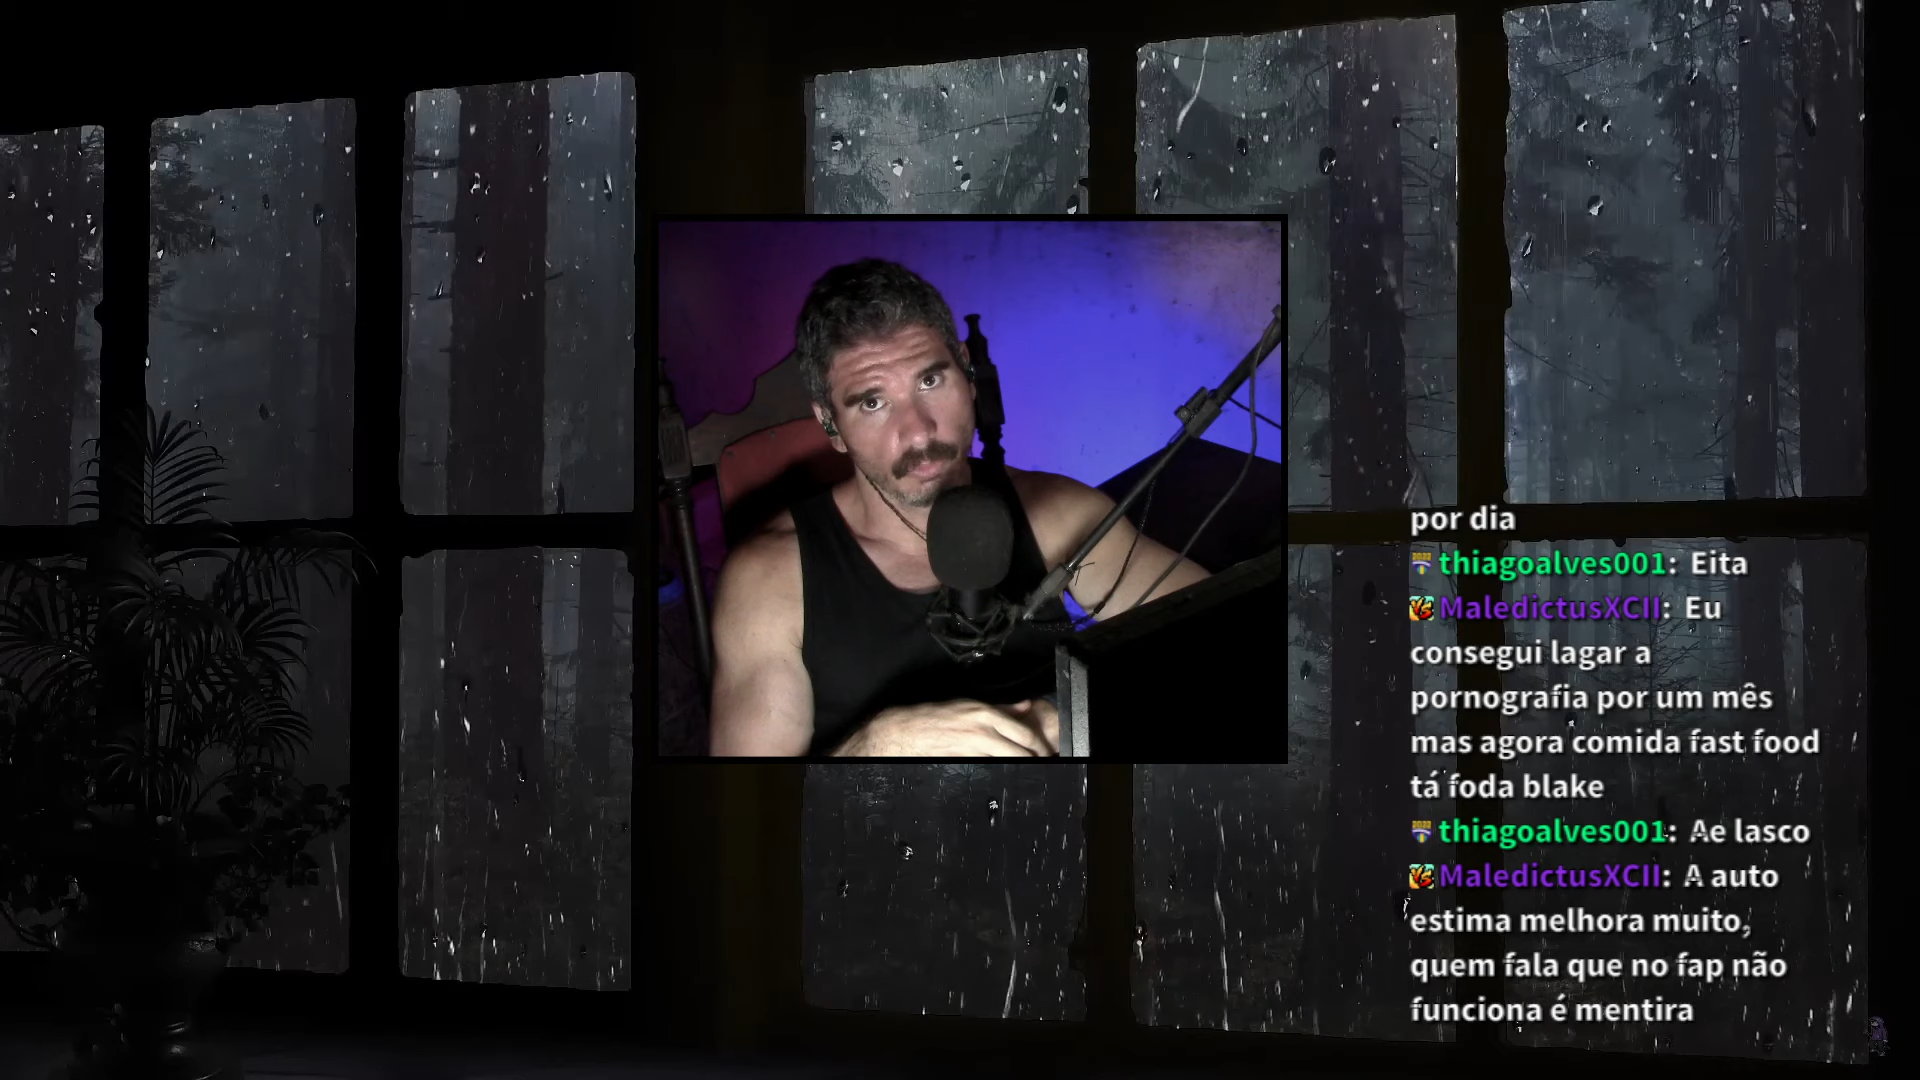 por dia
thiagoalves001: Eita
MaledictusXCII: Eu
consegui lagar a
pornografia por um mês
mas agora comida fast food
tá foda blake
thiagoalves001: Ae lasco
MaledictusXCII: A auto
estima melhora muito,
quem fala que no fap não
funciona é mentira